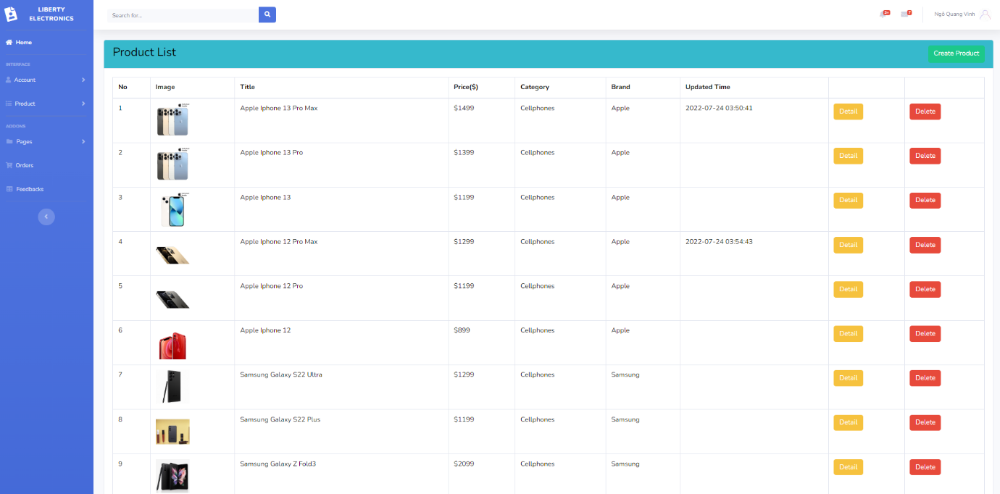 LIBERTY
ELECTRONICS
Search for...
3+
7
Ngô Quang Vinh
Home
INTERFACE
Account
Product
ADDONS
Pages
Orders
Feedbacks
Product List
Create Product
No Image Title Price($) Category Brand Updated Time
1 Apple Iphone 13 Pro Max $1499 Cellphones Apple 2022-07-24 03:50:41 Detail Delete
2 Apple Iphone 13 Pro $1399 Cellphones Apple Detail Delete
3 Apple Iphone 13 $1199 Cellphones Apple Detail Delete
4 Apple Iphone 12 Pro Max $1299 Cellphones Apple 2022-07-24 03:54:43 Detail Delete
5 Apple Iphone 12 Pro $1199 Cellphones Apple Detail Delete
6 Apple Iphone 12 $899 Cellphones Apple Detail Delete
7 Samsung Galaxy S22 Ultra $1299 Cellphones Samsung Detail Delete
8 Samsung Galaxy S22 Plus $1199 Cellphones Samsung Detail Delete
9 Samsung Galaxy Z Fold3 $2099 Cellphones Samsung Detail Delete